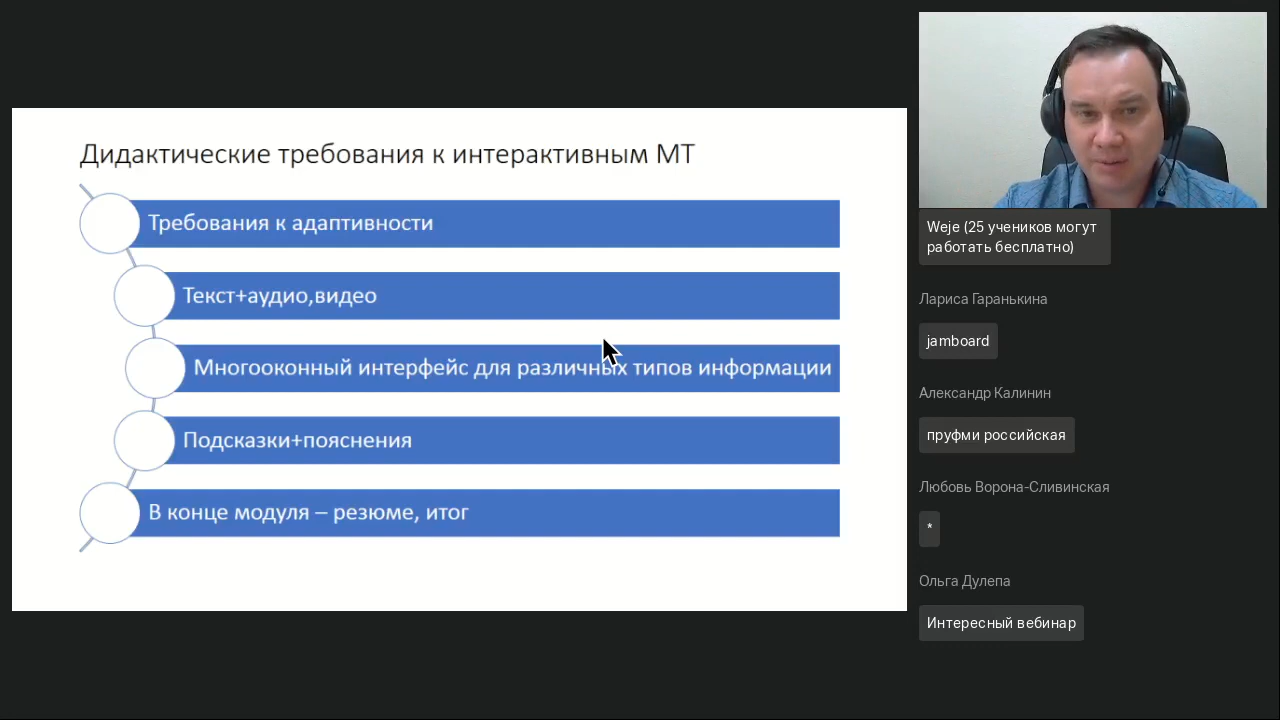 Дидактические требования к интерактивным МТ
Требования к адаптивности
Текст+аудио,видео
Многооконный интерфейс для различных типов информации
Подсказки+пояснения
В конце модуля – резюме, итог
Weje (25 учеников могут
работать бесплатно)
Лариса Гаранькина
jamboard
Александр Калинин
пруфми российская
Любовь Ворона-Сливинская
*
Ольга Дулепа
Интересный вебинар